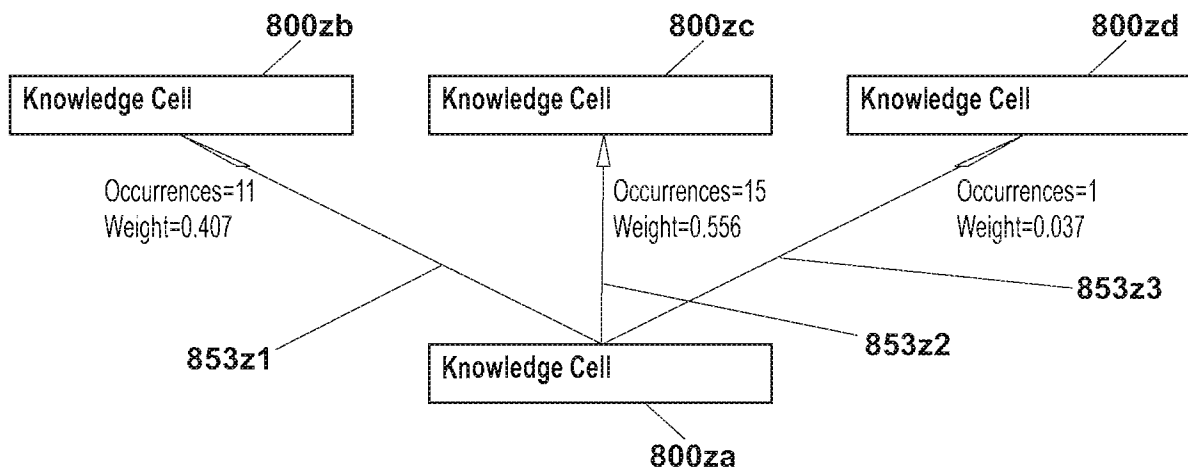 800zb
800zc
800zd
Knowledge Cell
Knowledge Cell
Knowledge Cell
Occurrences=11
Weight=0.407
Occurrences=15
Weight=0.556
Occurrences=1
Weight=0.037
853z3
853z1
853z2
Knowledge Cell
800za